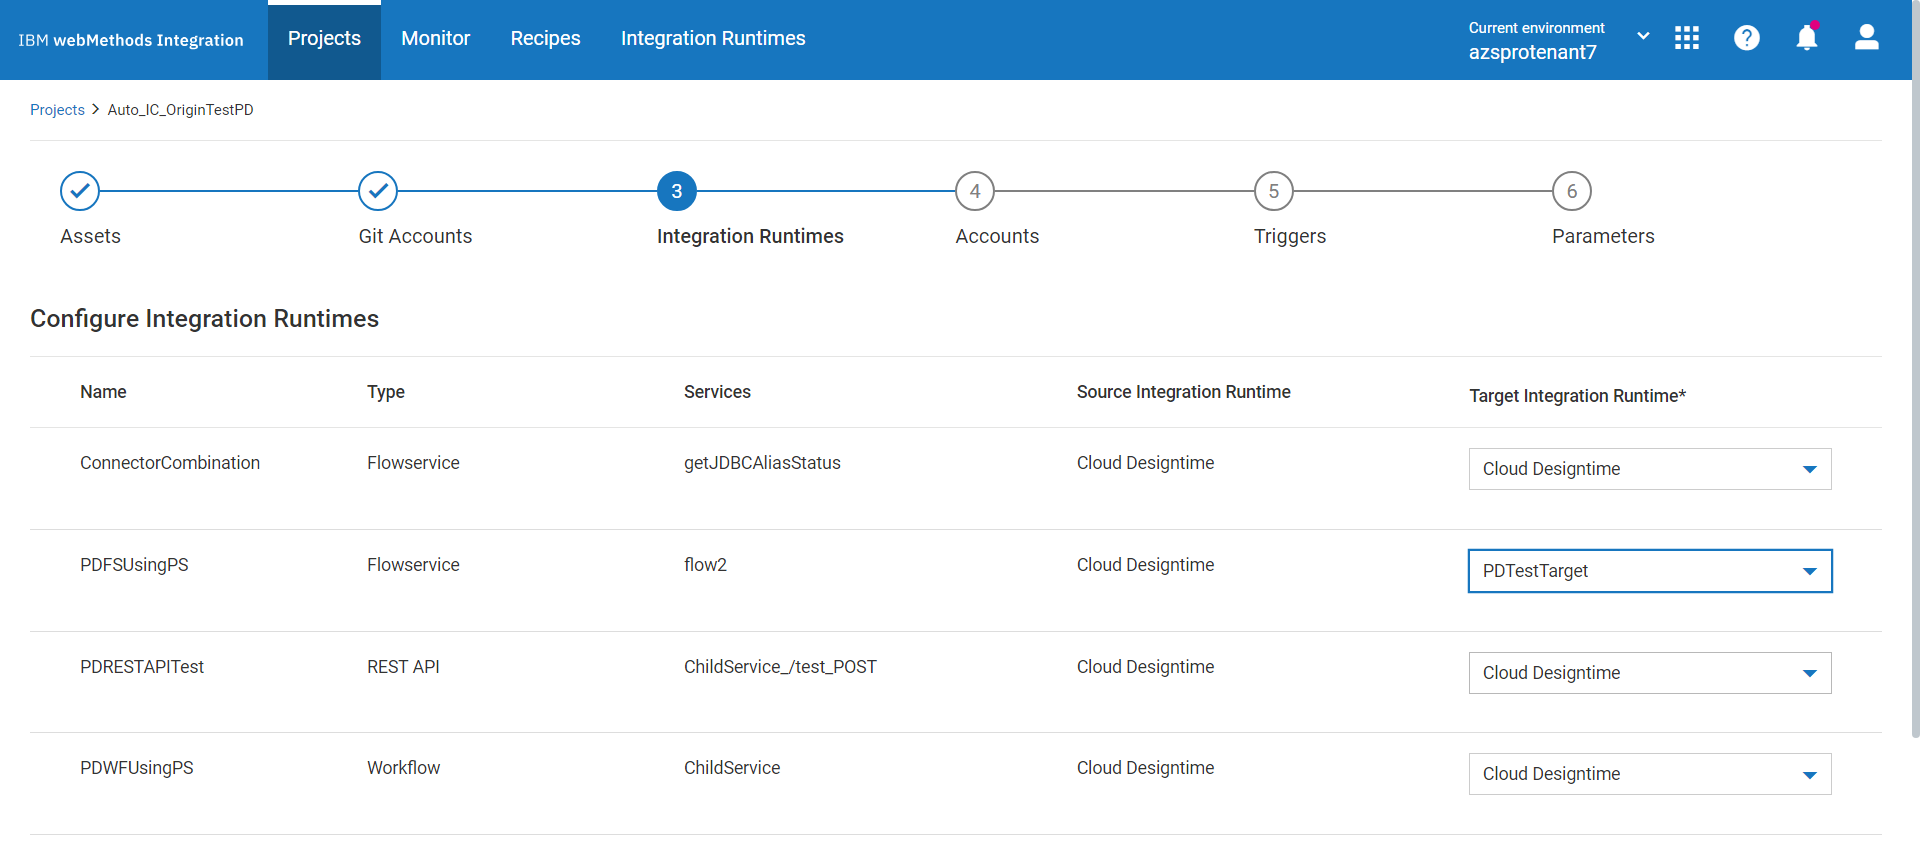 IBM webMethods Integration
Projects
Monitor
Recipes
Integration Runtimes
Current environment
azsprotenant7
?
Projects > Auto_IC_OriginTestPD
3
4
5
6
Assets
Git Accounts
Integration Runtimes
Accounts
Triggers
Parameters
Configure Integration Runtimes
Name Type Services Source Integration Runtime Target Integration Runtime*
ConnectorCombination Flowservice getJDBCAliasStatus Cloud Designtime Cloud Designtime
PDFSUsingPS Flowservice flow2 Cloud Designtime PDTestTarget
PDRESTAPITest REST API ChildService_/test_POST Cloud Designtime Cloud Designtime
PDWFUsingPS Workflow ChildService Cloud Designtime Cloud Designtime